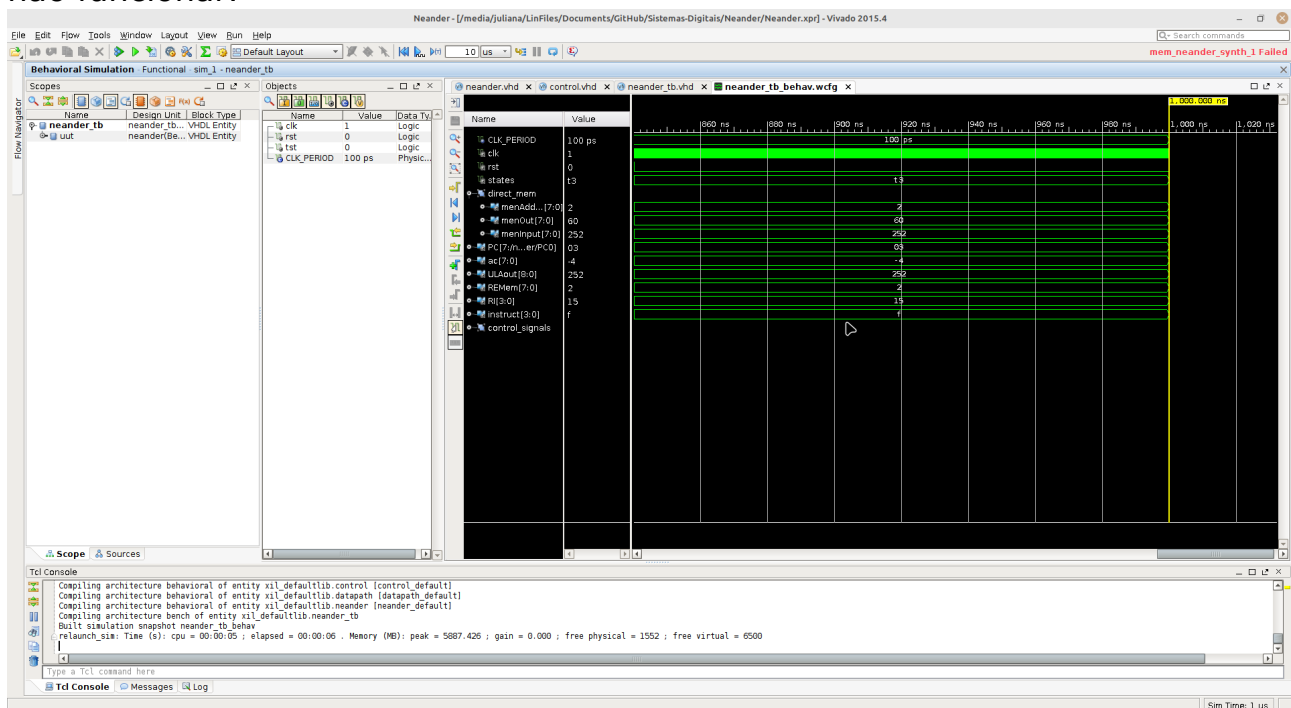 não funcionar:
Neander - [/media/juliana/LinFiles/Documents/GitHub/Sistemas-Digitais/Neander/Neander.xpr] - Vivado 2015.4
File Edit Flow Tools Window Layout View Run Help
Q- Search commands
Default Layout 10 us mem_neander_synth_1 Failed
Behavioral Simulation - Functional - sim_1 - neander_tb
Flow Navigator
Scopes
Name Design Unit Block Type
neander_tb neander_tb... VHDL Entity
uut neander(Be... VHDL Entity
Scope Sources
Objects
Name Value Data Ty...
clk 1 Logic
rst 0 Logic
tst 0 Logic
CLK_PERIOD 100 ps Physic...
neander.vhd control.vhd neander_tb.vhd neander_tb_behav.wcfg
1,000.000 ns
Name Value
860 ns 880 ns 900 ns 920 ns 940 ns 960 ns 980 ns 1,000 ns 1,020 ns
CLK_PERIOD 100 ps 100 ps
clk 1
rst 0
states t3 t3
direct_mem
menAdd...[7:0] 2 2
menOut[7:0] 60 60
menInput[7:0] 252 252
PC[7:/n...er/PC0] 03 03
ac[7:0] -4 -4
ULAout[8:0] 252 252
REMem[7:0] 2 2
RI[3:0] 15 15
instruct[3:0] f f
control_signals
Tcl Console
Compiling architecture behavioral of entity xil_defaultlib.control [control_default]
Compiling architecture behavioral of entity xil_defaultlib.datapath [datapath_default]
Compiling architecture behavioral of entity xil_defaultlib.neander [neander_default]
Compiling architecture bench of entity xil_defaultlib.neander_tb
Built simulation snapshot neander_tb_behav
relaunch_sim: Time (s): cpu = 00:00:05 ; elapsed = 00:00:06 . Memory (MB): peak = 5887.426 ; gain = 0.000 ; free physical = 1552 ; free virtual = 6500
Type a Tcl command here
Tcl Console Messages Log
Sim Time: 1 us